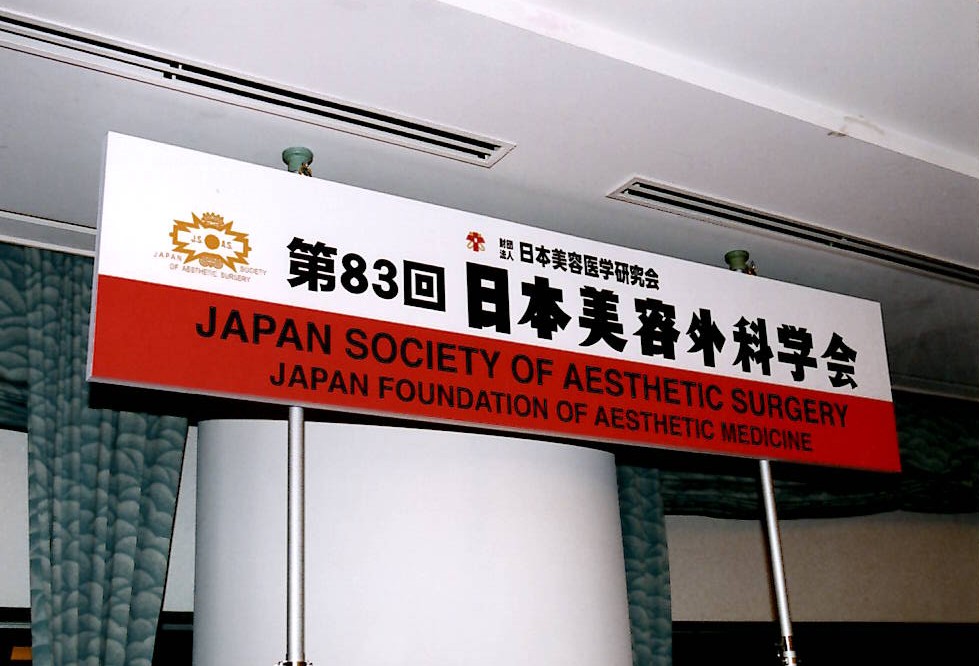 J.S. A.S.
JAPAN SOCIETY
OF AESTHETIC SURGERY
財団
法人 日本美容医学研究会
第83回 日本美容外科学会
JAPAN SOCIETY OF AESTHETIC SURGERY
JAPAN FOUNDATION OF AESTHETIC MEDICINE